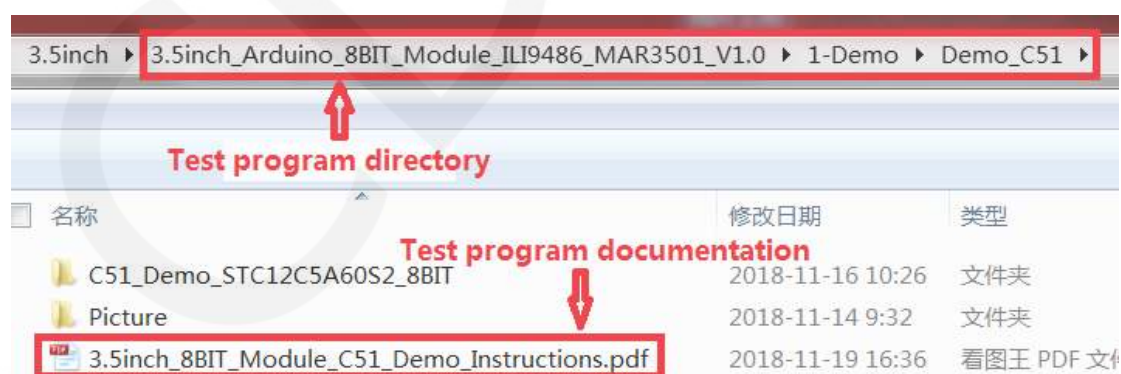 3.5inch ▸ 3.5inch_Arduino_8BIT_Module_ILI9486_MAR3501_V1.0 ▸ 1-Demo ▸ Demo_C51 ▸
Test program directory
名称 修改日期 类型
Test program documentation
C51_Demo_STC12C5A60S2_8BIT 2018-11-16 10:26 文件夹
Picture 2018-11-14 9:32 文件夹
3.5inch_8BIT_Module_C51_Demo_Instructions.pdf 2018-11-19 16:36 看图王 PDF 文